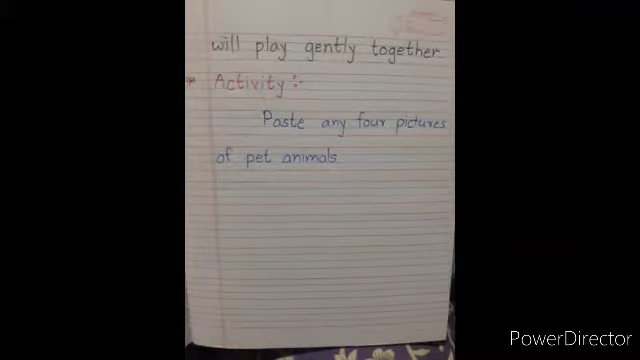 will play gently together
* Activity :-
Paste any four pictures
of pet animals
PowerDirector